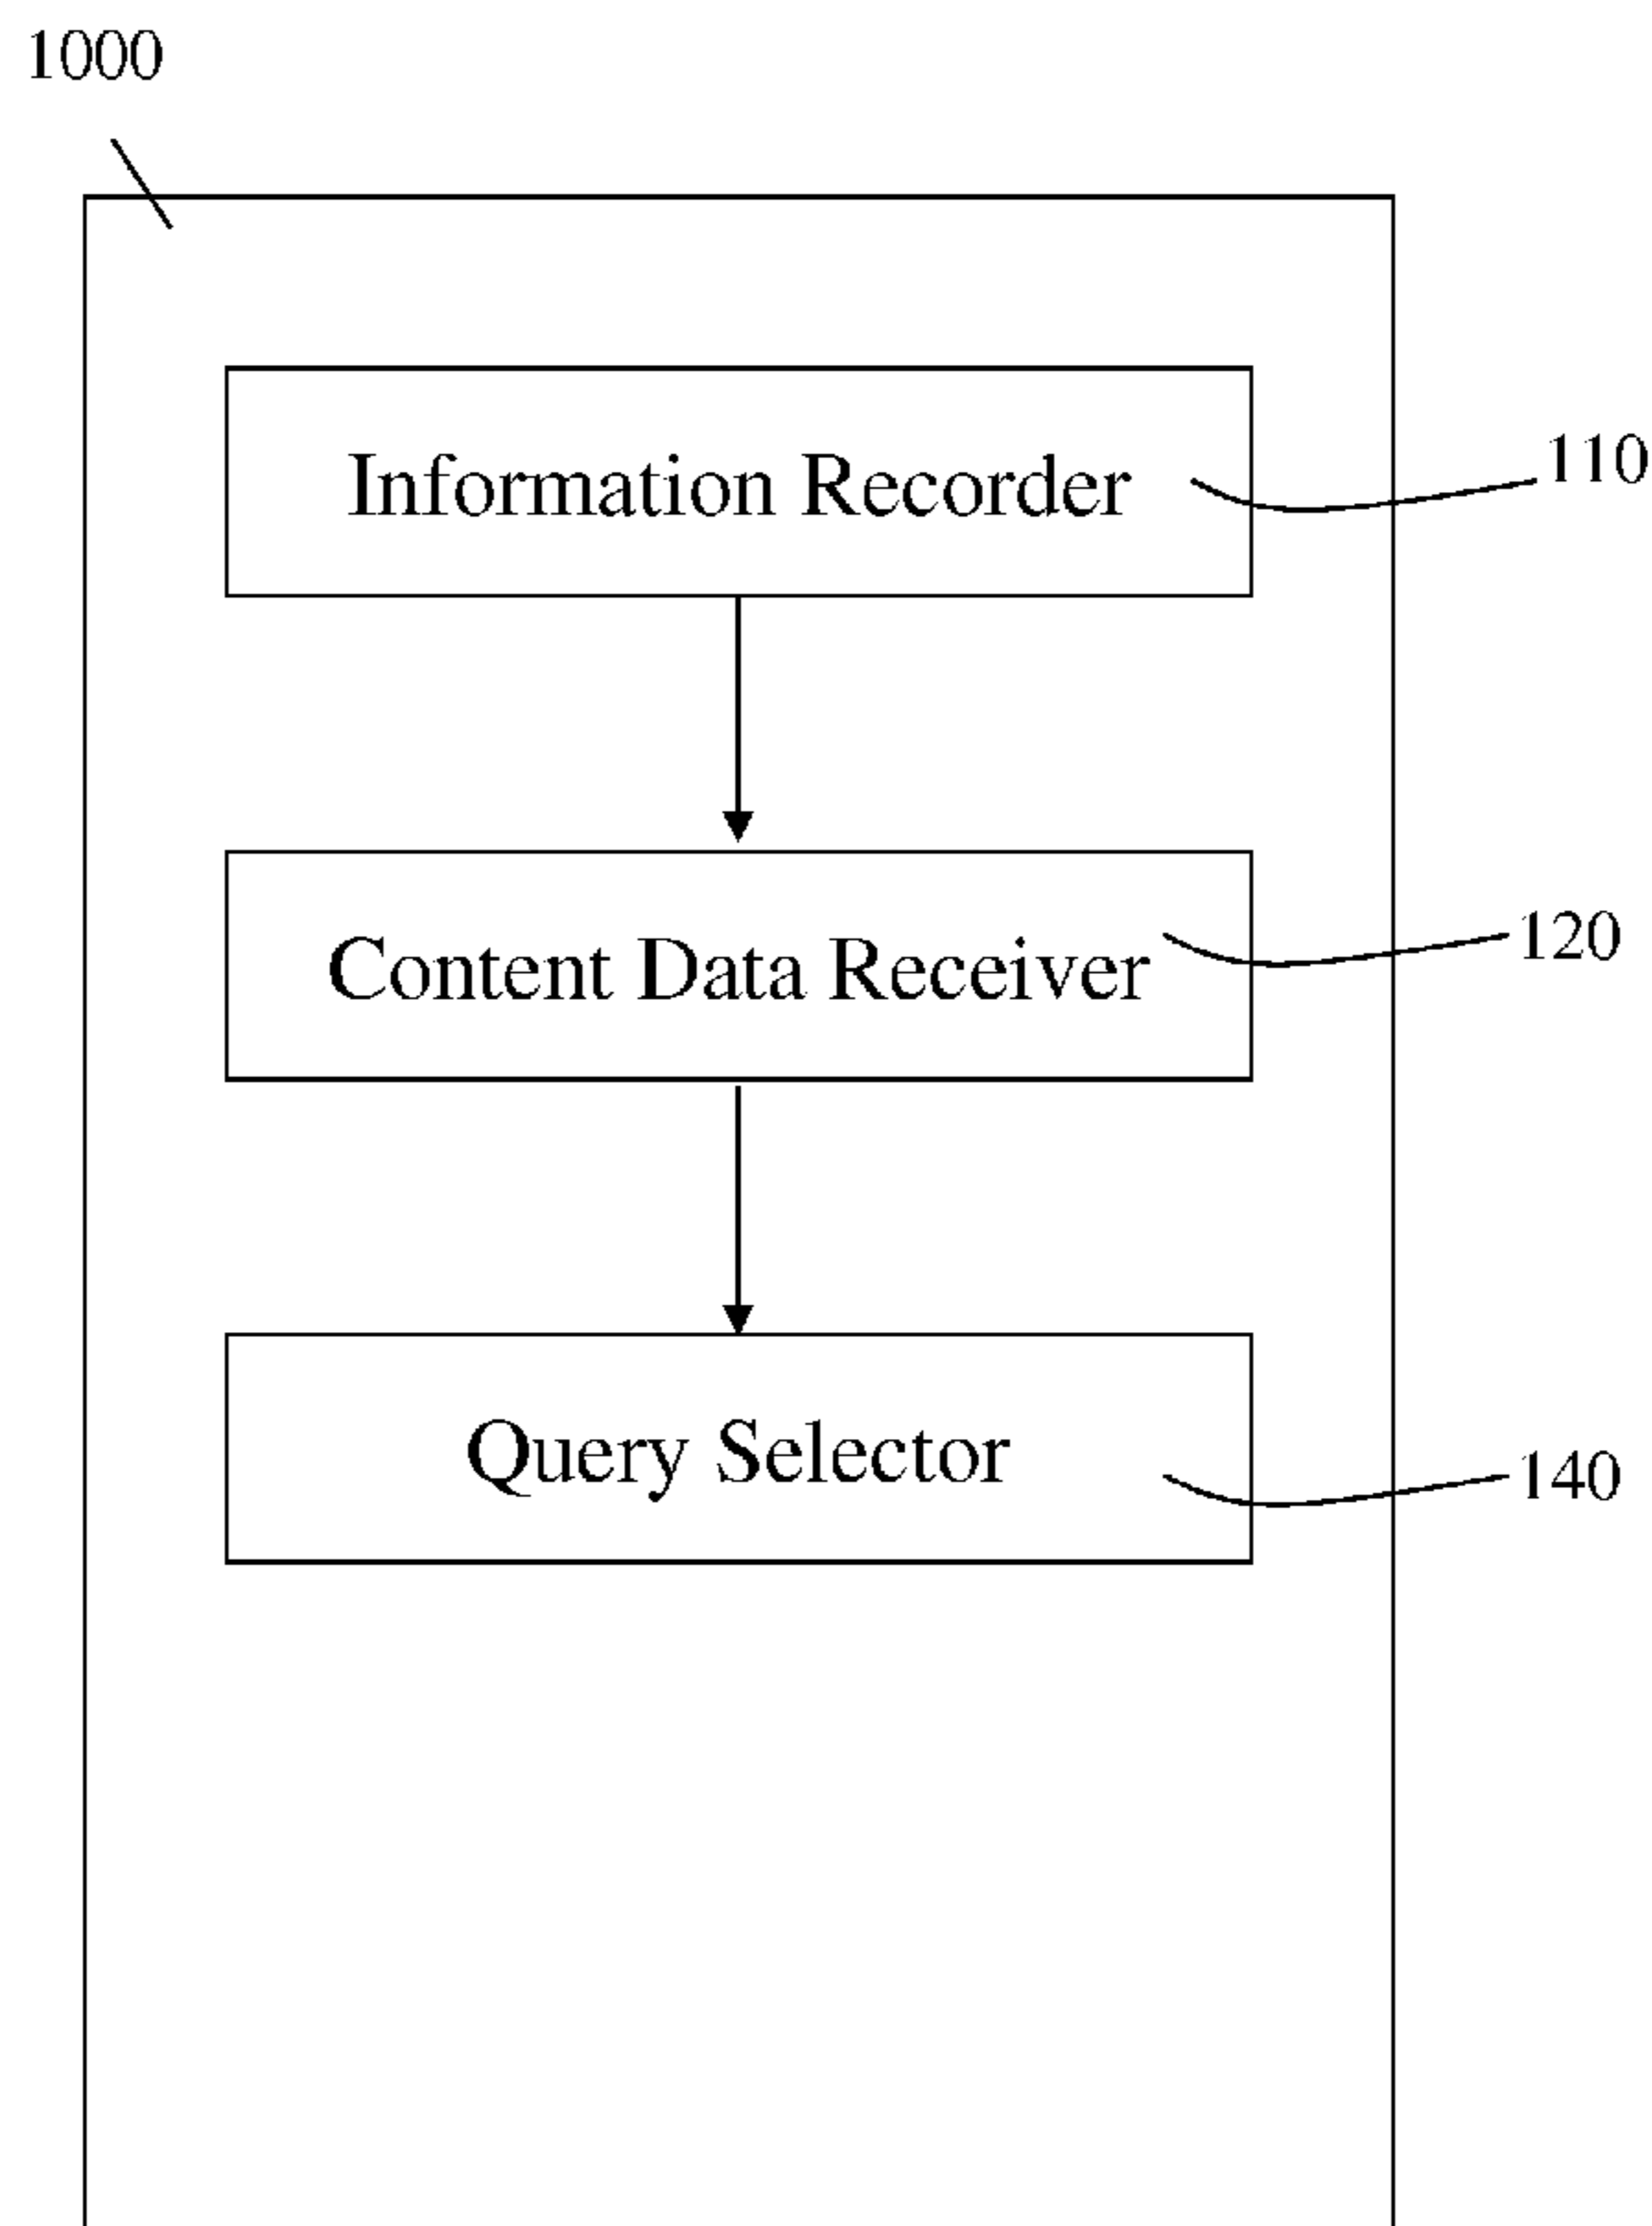 1000
Information Recorder
110
Content Data Receiver
120
Query Selector
140